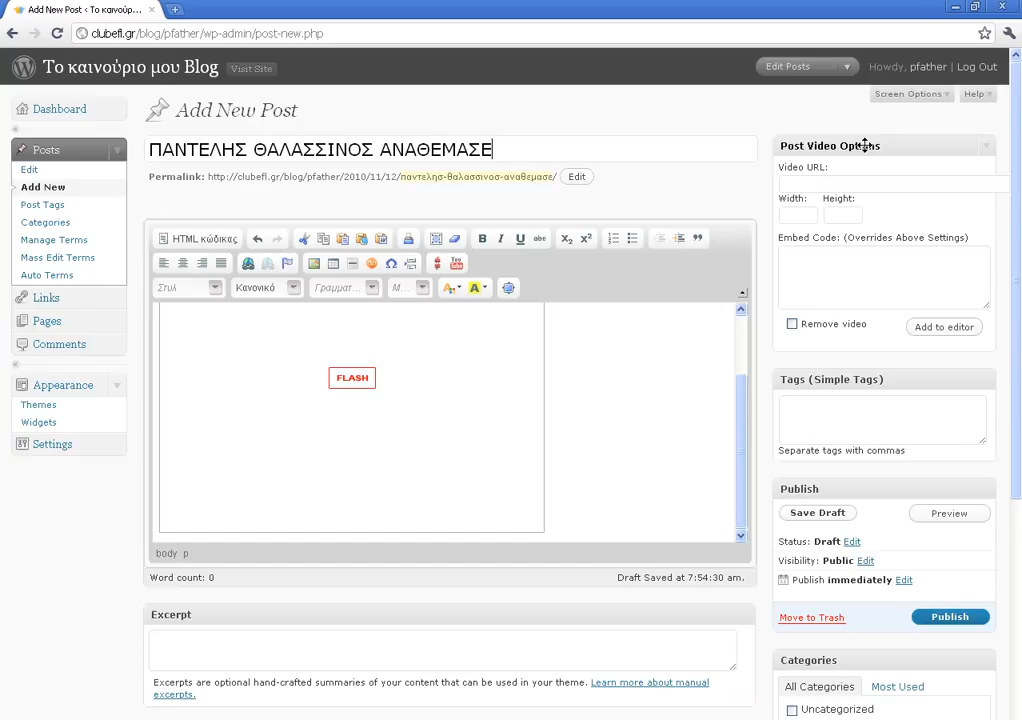 Add New Post ‹ Το καινούρ...
clubefl.gr/blog/pfather/wp-admin/post-new.php
Το καινούριο μου Blog
Visit Site
Edit Posts
Howdy, pfather | Log Out
Screen Options
Help
Dashboard
Posts
Edit
Add New
Post Tags
Categories
Manage Terms
Mass Edit Terms
Auto Terms
Links
Pages
Comments
Appearance
Themes
Widgets
Settings
Add New Post
ΠΑΝΤΕΛΗΣ ΘΑΛΑΣΣΙΝΟΣ ΑΝΑΘΕΜΑΣΕ
Permalink: http://clubefl.gr/blog/pfather/2010/11/12/παντελησ-θαλασσινοσ-αναθεμασε/ Edit
HTML κώδικας
B I U ABC X₂ X²
You Tube
Στυλ
Κανονικό
Γραμματ...
Μ...
A
A
FLASH
body p
Word count: 0
Draft Saved at 7:54:30 am.
Excerpt
Excerpts are optional hand-crafted summaries of your content that can be used in your theme. Learn more about manual
excerpts.
Post Video Options
Video URL:
Width: Height:
Embed Code: (Overrides Above Settings)
Remove video
Add to editor
Tags (Simple Tags)
Separate tags with commas
Publish
Save Draft
Preview
Status: Draft Edit
Visibility: Public Edit
Publish immediately Edit
Move to Trash
Publish
Categories
All Categories
Most Used
Uncategorized